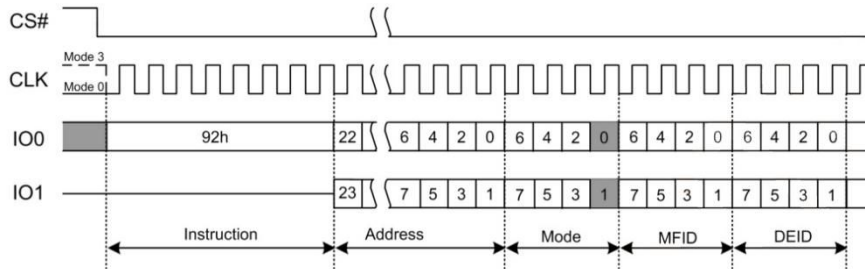 CS#
Mode 3
CLK
Mode 0
IO0 92h 22 6 4 2 0 6 4 2 0 6 4 2 0 6 4 2 0
IO1 23 7 5 3 1 7 5 3 1 7 5 3 1 7 5 3 1
Instruction Address Mode MFID DEID